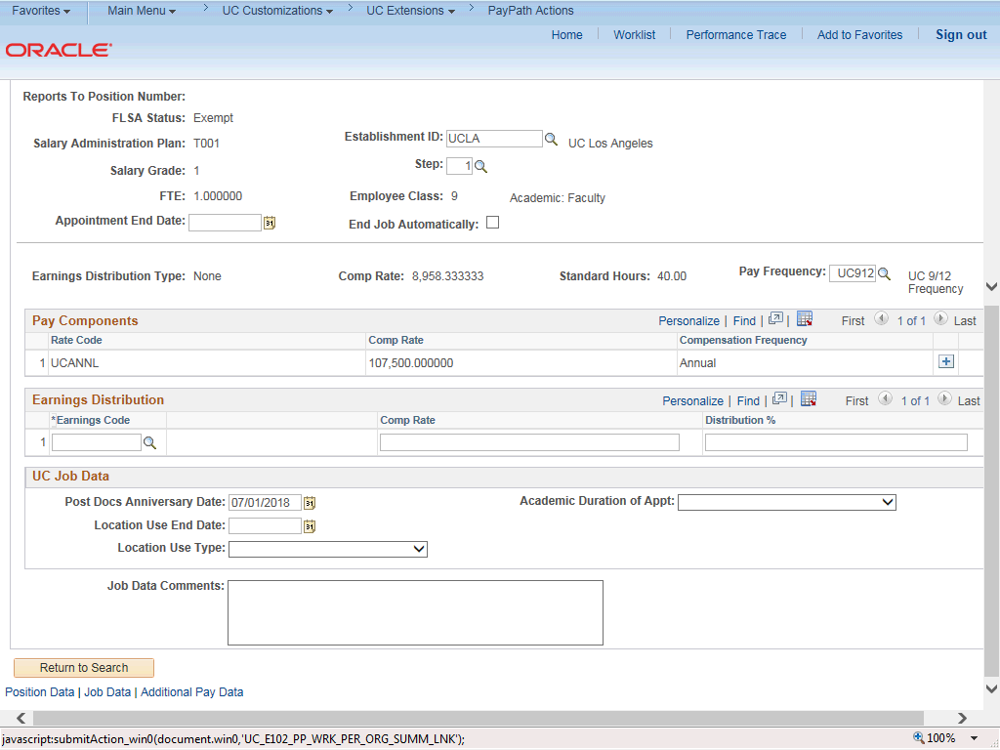 Favorites Main Menu > UC Customizations > UC Extensions > PayPath Actions
Home Worklist Performance Trace Add to Favorites Sign out
ORACLE
Reports To Position Number:
FLSA Status: Exempt
Establishment ID: UCLA UC Los Angeles
Salary Administration Plan: T001
Step: 1
Salary Grade: 1
FTE: 1.000000 Employee Class: 9 Academic: Faculty
Appointment End Date: End Job Automatically:
Earnings Distribution Type: None Comp Rate: 8,958.333333 Standard Hours: 40.00 Pay Frequency: UC912 UC 9/12
Frequency
Pay Components Personalize | Find | | First 1 of 1 Last
Rate Code Comp Rate Compensation Frequency
1 UCANNL 107,500.000000 Annual
Earnings Distribution Personalize | Find | | First 1 of 1 Last
*Earnings Code Comp Rate Distribution %
1
UC Job Data
Post Docs Anniversary Date: 07/01/2018 Academic Duration of Appt:
Location Use End Date:
Location Use Type:
Job Data Comments:
Return to Search
Position Data | Job Data | Additional Pay Data
javascript:submitAction_win0(document.win0,'UC_E102_PP_WRK_PER_ORG_SUMM_LNK'); 100%